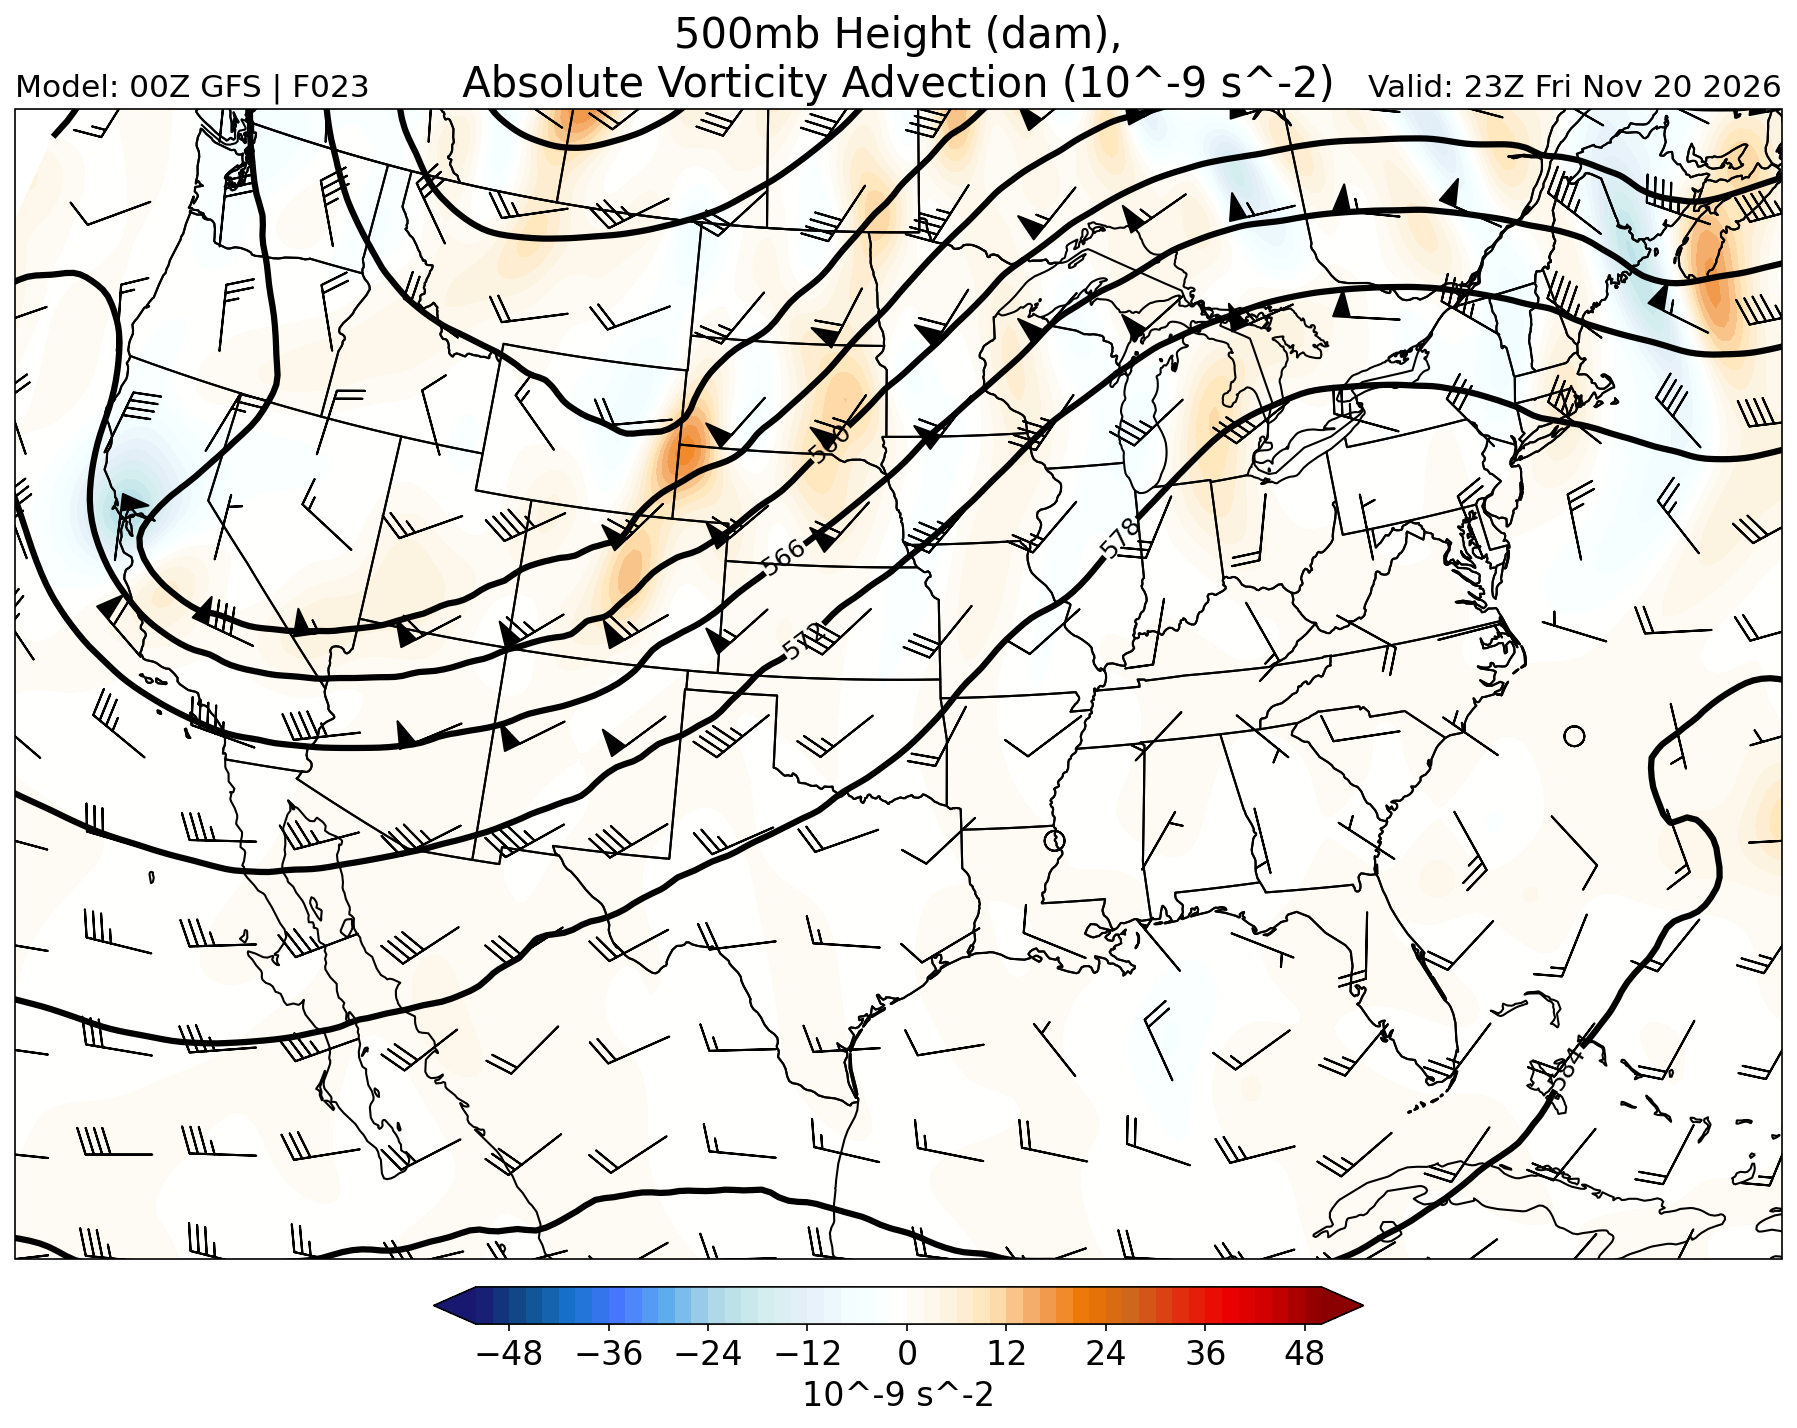 500mb Height (dam),
Absolute Vorticity Advection (10^-9 s^-2)
Model: 00Z GFS | F023
Valid: 23Z Fri Nov 20 2026
560
566
572
578
584
−48 −36 −24 −12 0 12 24 36 48
10^-9 s^-2